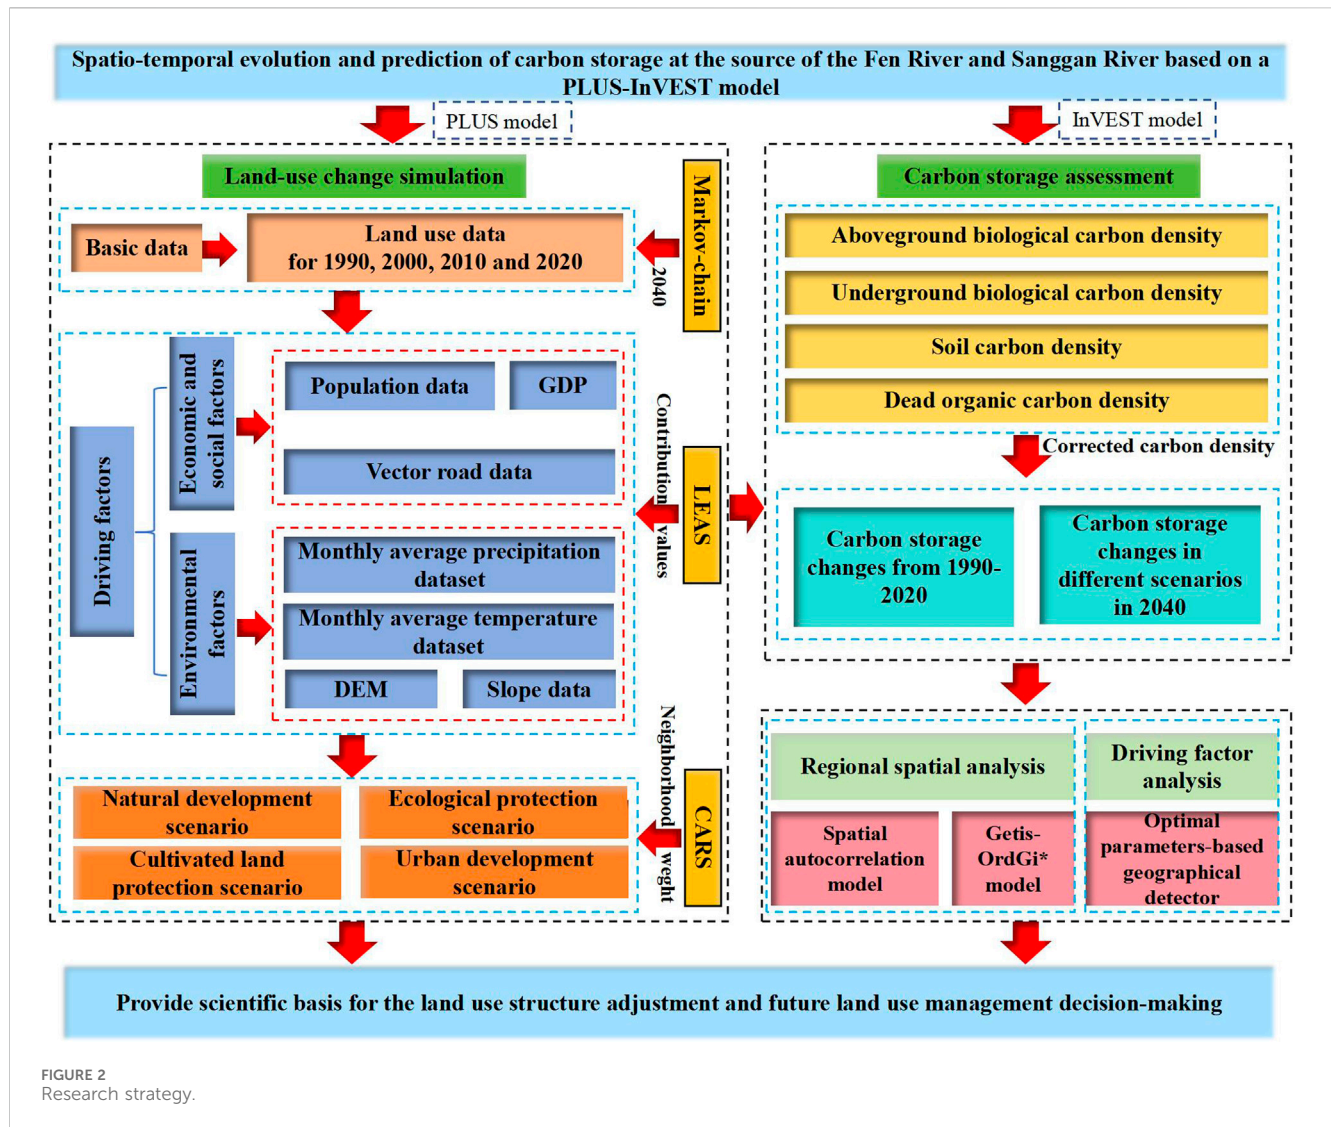 Spatio-temporal evolution and prediction of carbon storage at the source of the Fen River and Sanggan River based on a
PLUS-InVEST model
PLUS model
InVEST model
Land-use change simulation
Basic data
Land use data
for 1990, 2000, 2010 and 2020
Markov-chain
2040
Driving factors
Economic and
social factors
Population data
GDP
Vector road data
Environmental
factors
Monthly average precipitation
dataset
Monthly average temperature
dataset
DEM
Slope data
Contribution values
LEAS
Natural development
scenario
Ecological protection
scenario
Cultivated land
protection scenario
Urban development
scenario
Neighborhood weght
CARS
Carbon storage assessment
Aboveground biological carbon density
Underground biological carbon density
Soil carbon density
Dead organic carbon density
Corrected carbon density
Carbon storage
changes from 1990-
2020
Carbon storage
changes in
different scenarios
in 2040
Regional spatial analysis
Driving factor
analysis
Spatial
autocorrelation
model
Getis-
OrdGi*
model
Optimal
parameters-based
geographical
detector
Provide scientific basis for the land use structure adjustment and future land use management decision-making
FIGURE 2
Research strategy.